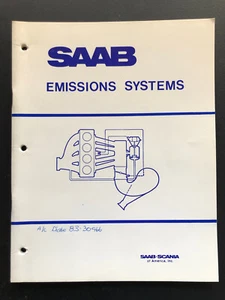 SAAB
EMISSIONS SYSTEMS
SAAB-SCANIA
OF AMERICA, INC.